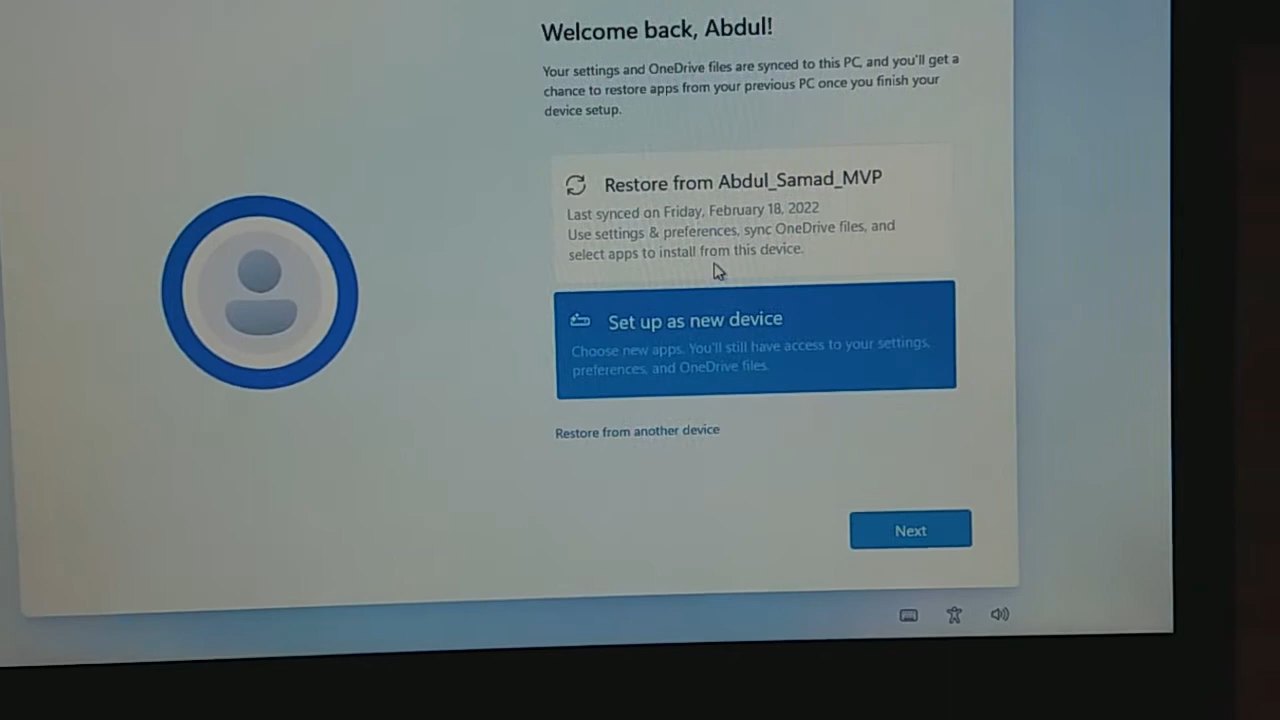 Welcome back, Abdul!
Your settings and OneDrive files are synced to this PC, and you'll get a
chance to restore apps from your previous PC once you finish your
device setup.
Restore from Abdul_Samad_MVP
Last synced on Friday, February 18, 2022
Use settings & preferences, sync OneDrive files, and
select apps to install from this device.
Set up as new device
Choose new apps. You'll still have access to your settings,
preferences, and OneDrive files.
Restore from another device
Next